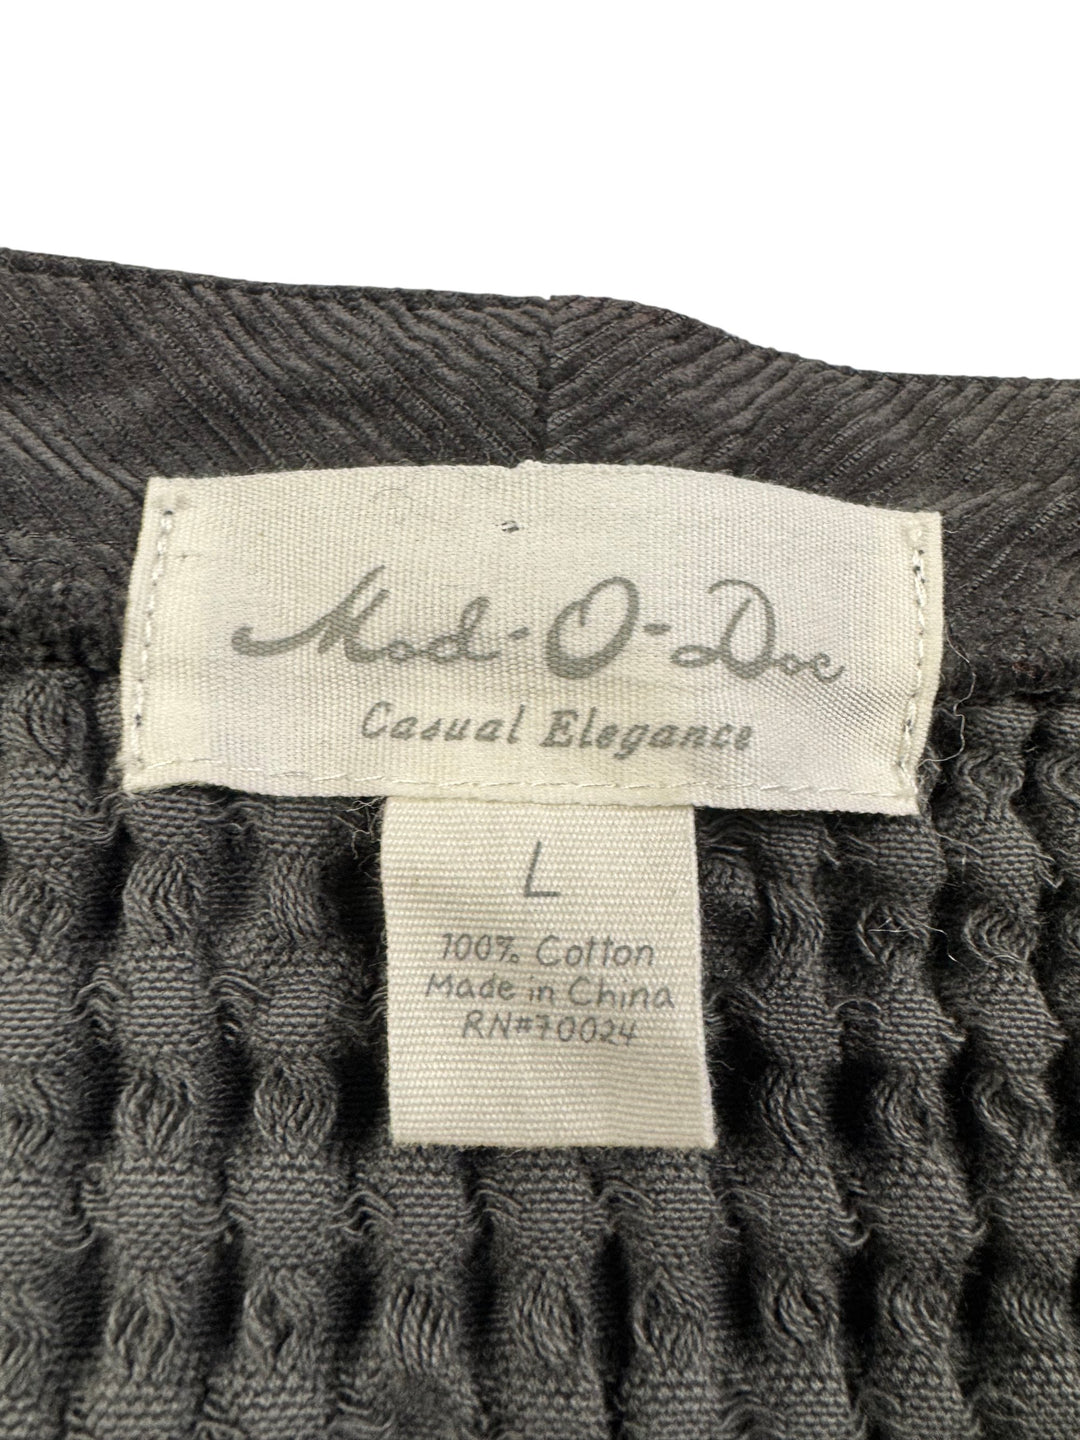 Mod-O-Doc
Casual Elegance
L
100% Cotton
Made in China
RN#70024